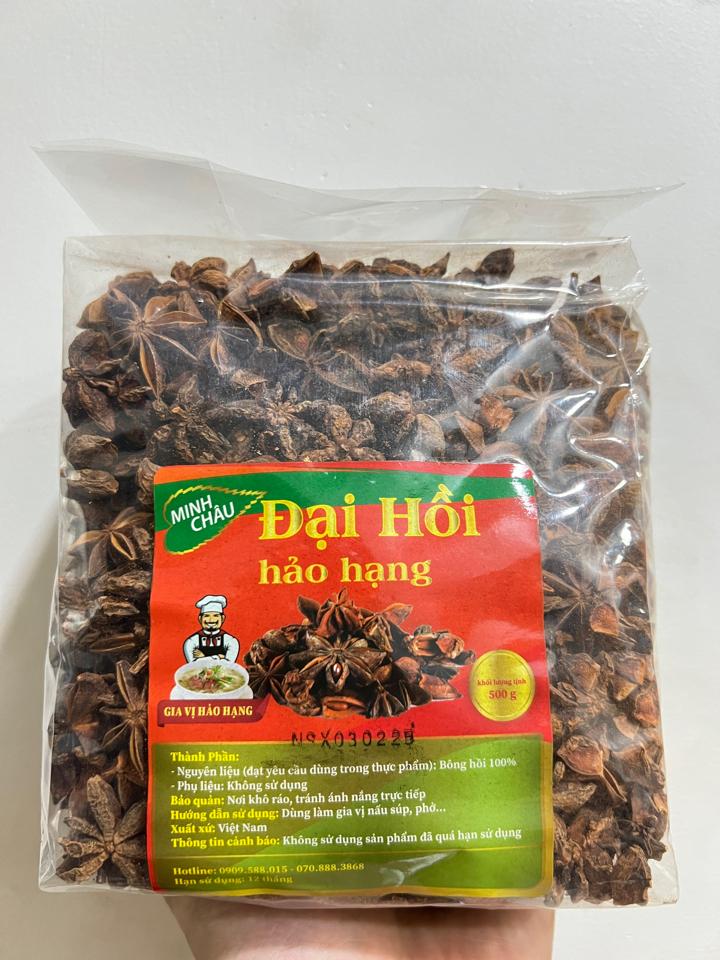 MINH
CHÂU
Đại Hồi
hảo hạng
GIA VỊ HẢO HẠNG
khối lượng tịnh
500 g
Thành Phần:
- Nguyên liệu (đạt yêu cầu dùng trong thực phẩm): Bông hồi 100%
- Phụ liệu: Không sử dụng
Bảo quản: Nơi khô ráo, tránh ánh nắng trực tiếp
Hướng dẫn sử dụng: Dùng làm gia vị nấu súp, phở...
Xuất xứ: Việt Nam
Thông tin cảnh báo: Không sử dụng sản phẩm đã quá hạn sử dụng
Hotline: 0909.588.015 - 070.888.3868
Hạn sử dụng: 12 tháng